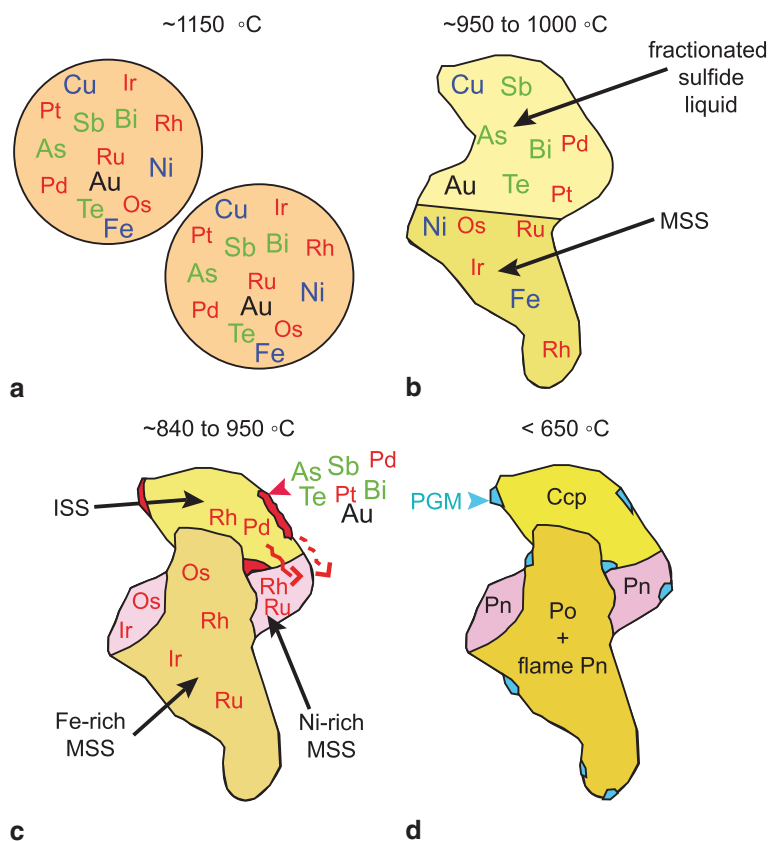 ~1150 °C
Cu Ir
Pt Sb Bi Rh
As Ru Ni
Pd Au
Te Os
Fe
Cu Ir
Pt Sb Bi Rh
As Ru Ni
Pd Au
Te Os
Fe
a
~950 to 1000 °C
fractionated
sulfide
liquid
Cu Sb
As Bi Pd
Au Te Pt
Ni Os Ru
MSS
Ir
Fe
Rh
b
~840 to 950 °C
As Sb Pd
Te Pt Bi
Au
ISS
Rh Pd
Os
Os Rh
Ir Rh Ru
Ir
Ru
Fe-rich
MSS
Ni-rich
MSS
c
< 650 °C
PGM
Ccp
Pn
Pn
Po
+
flame Pn
d